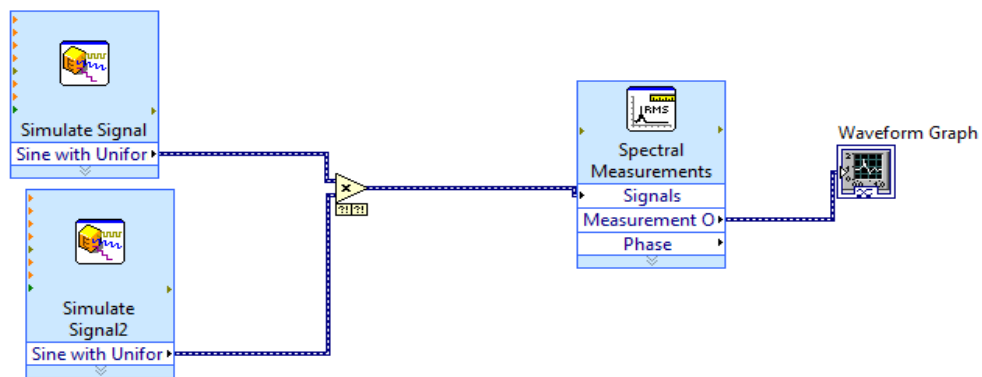 Simulate Signal
Sine with Unifor
Simulate
Signal2
Sine with Unifor
?! ?!
RMS
Spectral
Measurements
Signals
Measurement O
Phase
Waveform Graph